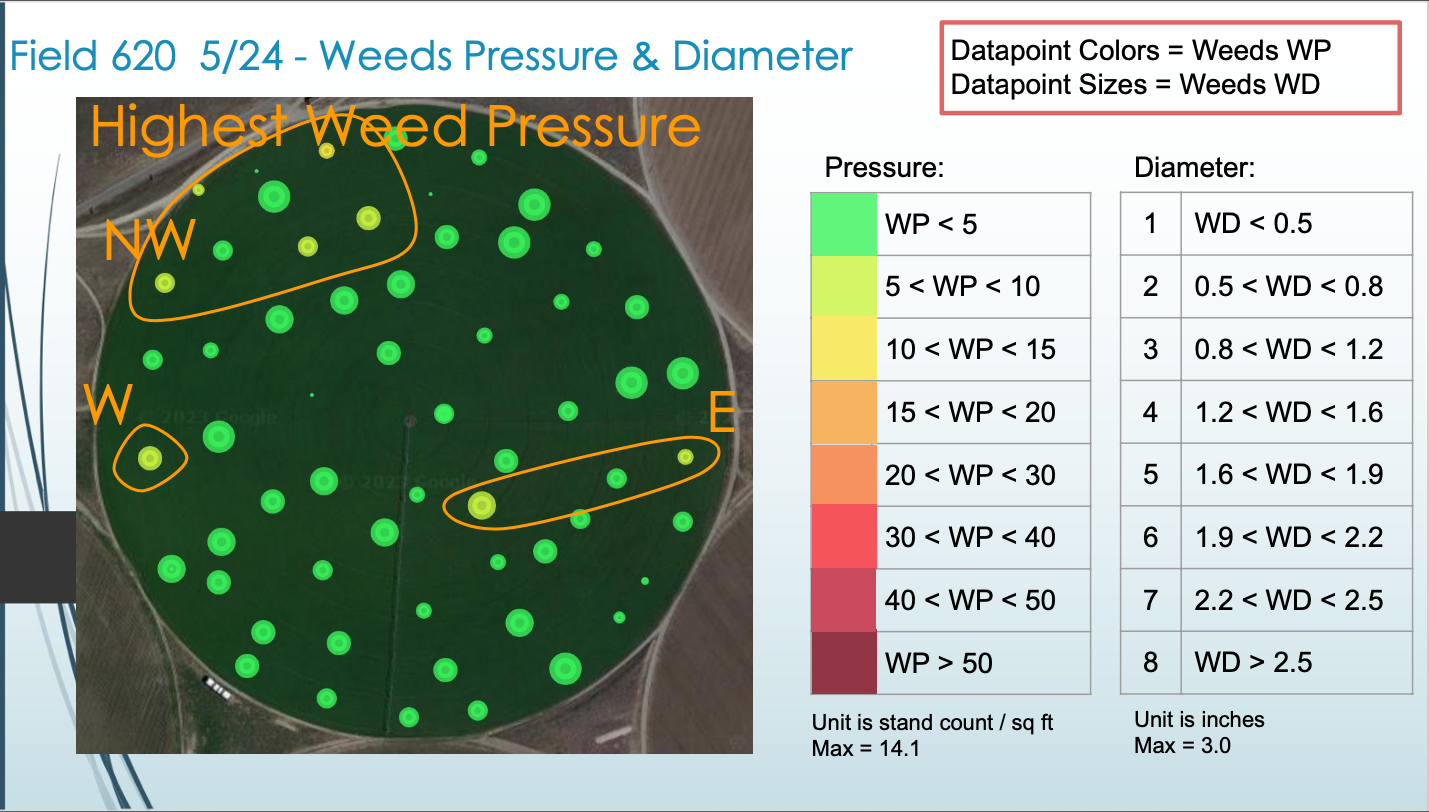 Field 620 5/24 - Weeds Pressure & Diameter
Datapoint Colors = Weeds WP
Datapoint Sizes = Weeds WD
Highest Weed Pressure
NW
W
E
© 2023 Google
© 2023 Google
Pressure:
WP < 5
5 < WP < 10
10 < WP < 15
15 < WP < 20
20 < WP < 30
30 < WP < 40
40 < WP < 50
WP > 50
Unit is stand count / sq ft
Max = 14.1
Diameter:
1 WD < 0.5
2 0.5 < WD < 0.8
3 0.8 < WD < 1.2
4 1.2 < WD < 1.6
5 1.6 < WD < 1.9
6 1.9 < WD < 2.2
7 2.2 < WD < 2.5
8 WD > 2.5
Unit is inches
Max = 3.0